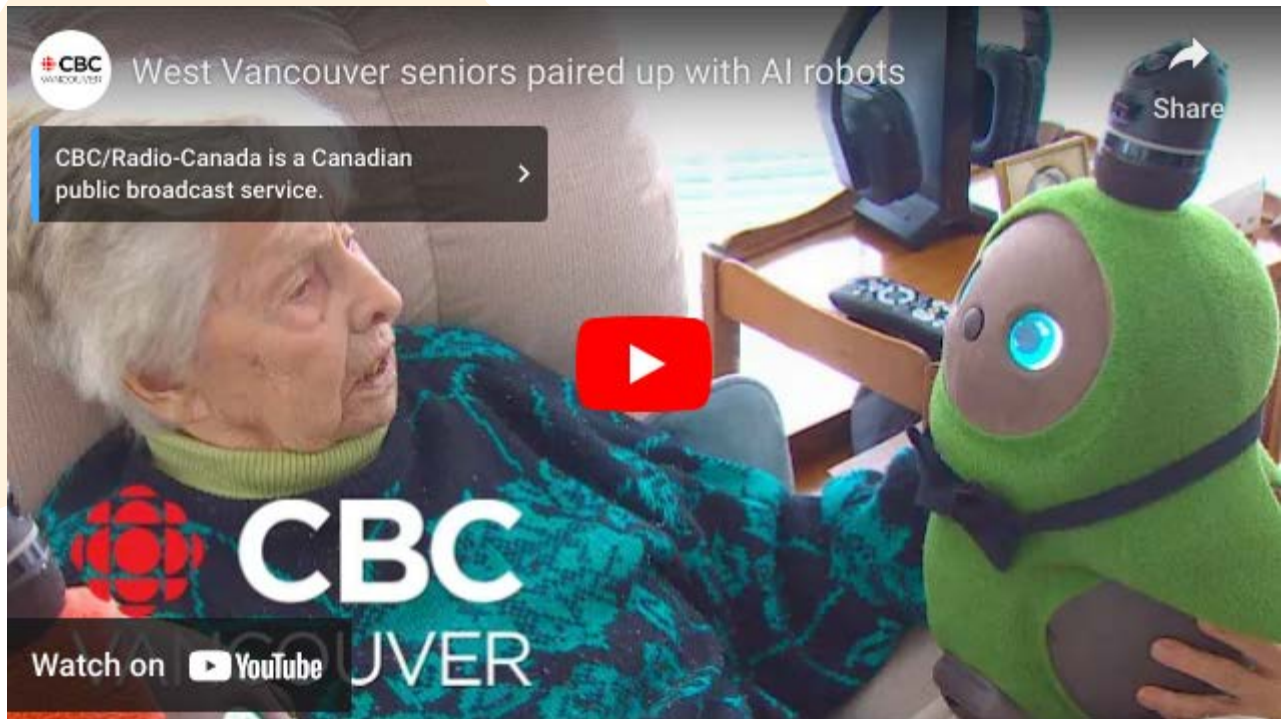 CBC
VANCOUVER
West Vancouver seniors paired up with AI robots
Share
CBC/Radio-Canada is a Canadian
public broadcast service.
CBC
VANCOUVER
Watch on YouTube